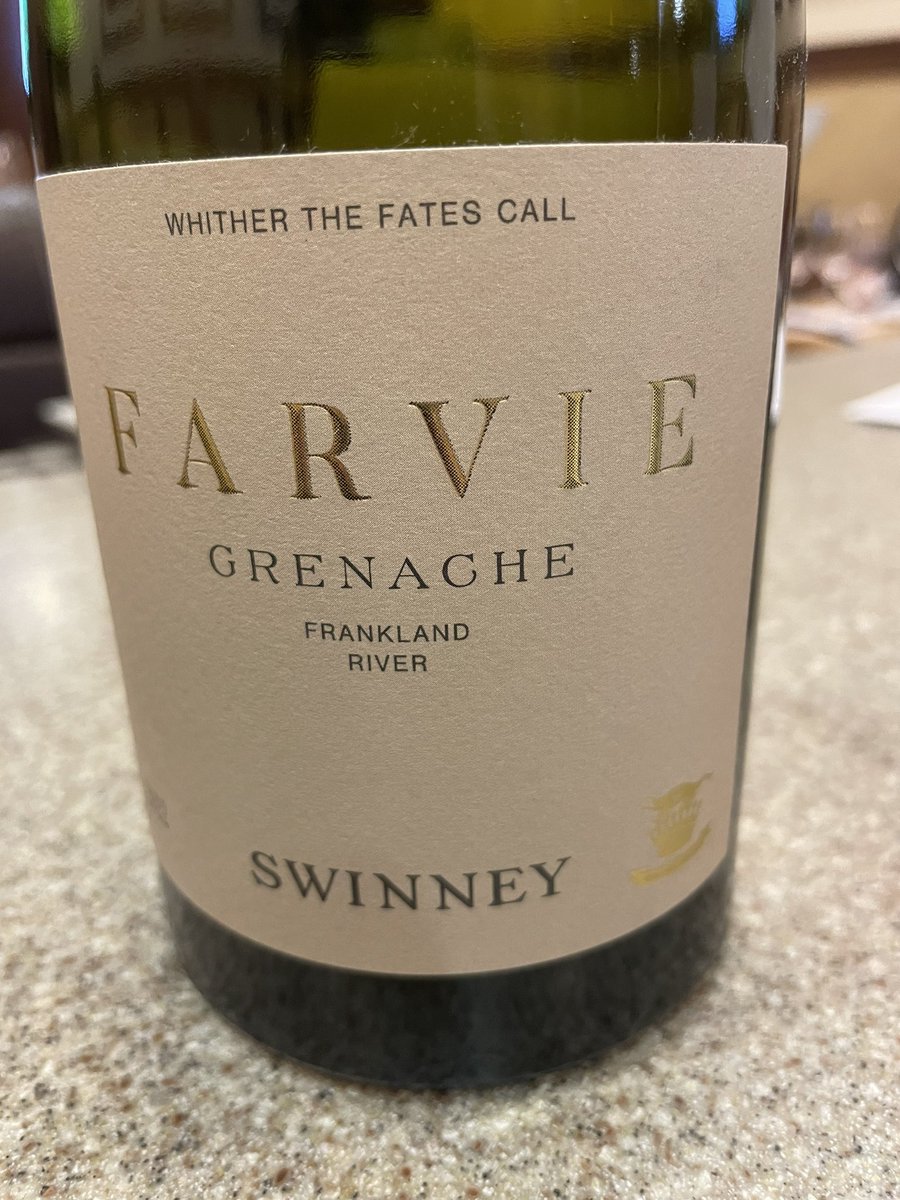 WHITHER THE FATES CALL
FARVIE
GRENACHE
FRANKLAND
RIVER
SWINNEY